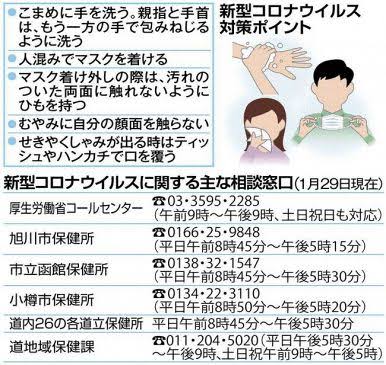 新型コロナウイルス
対策ポイント
●こまめに手を洗う。親指と手首
は、もう一方の手で包みねじる
ように洗う
●人混みでマスクを着ける
●マスク着け外しの際は、汚れの
ついた両面に触れないように
ひもを持つ
●むやみに自分の顔面を触らない
●せきやくしゃみが出る時はティ
ッシュやハンカチで口を覆う
新型コロナウイルスに関する主な相談窓口(1月29日現在)
厚生労働省コールセンター ☎03・3595・2285
(午前9時～午後9時、土日祝日も対応)
旭川市保健所 ☎0166・25・9848
(平日午前8時45分～午後5時15分)
市立函館保健所 ☎0138・32・1547
(平日午前8時45分～午後5時30分)
小樽市保健所 ☎0134・22・3110
(平日午前8時50分～午後5時20分)
道内26の各道立保健所 平日午前8時45分～午後5時30分
道地域保健課 ☎011・204・5020(平日午後5時30分
～午後9時、土日祝午前9時～午後5時)